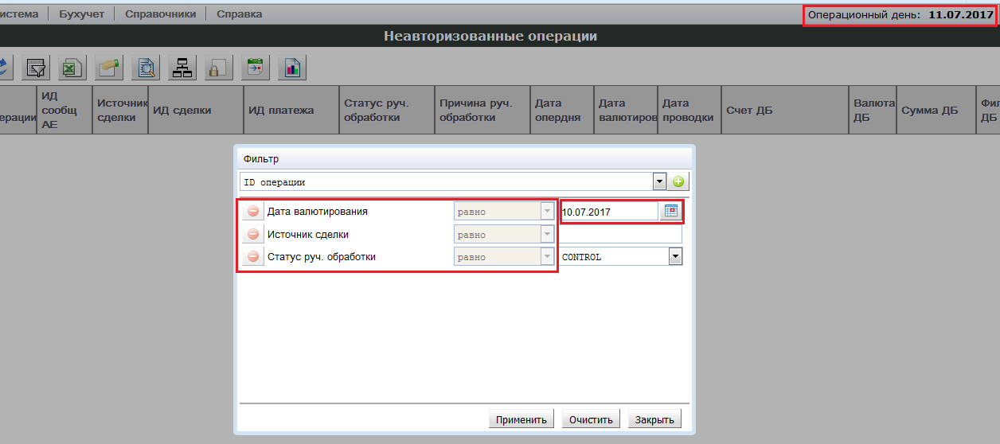 истема Бухучет Справочники Справка Операционный день: 11.07.2017
Неавторизованные операции
ерации ИД сообщ АЕ Источник сделки ИД сделки ИД платежа Статус руч. обработки Причина руч. обработки Дата опердня Дата валютиров Дата проводки Счет ДБ Валюта ДБ Сумма ДБ Фил ДБ
Фильтр
ID операции
Дата валютирования равно 10.07.2017
Источник сделки равно
Статус руч. обработки равно CONTROL
Применить Очистить Закрыть